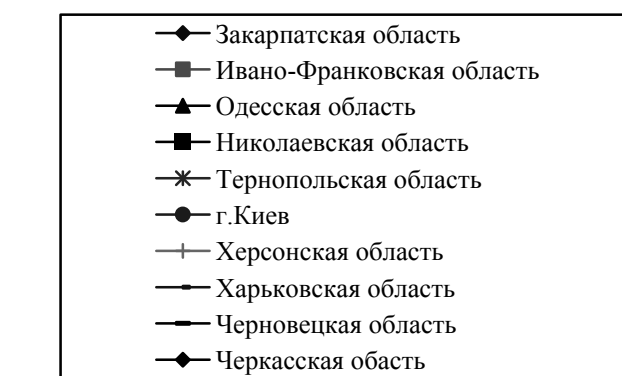 Закарпатская область
Ивано-Франковская область
Одесская область
Николаевская область
Тернопольская область
г.Киев
Херсонская область
Харьковская область
Черновецкая область
Черкасская обасть